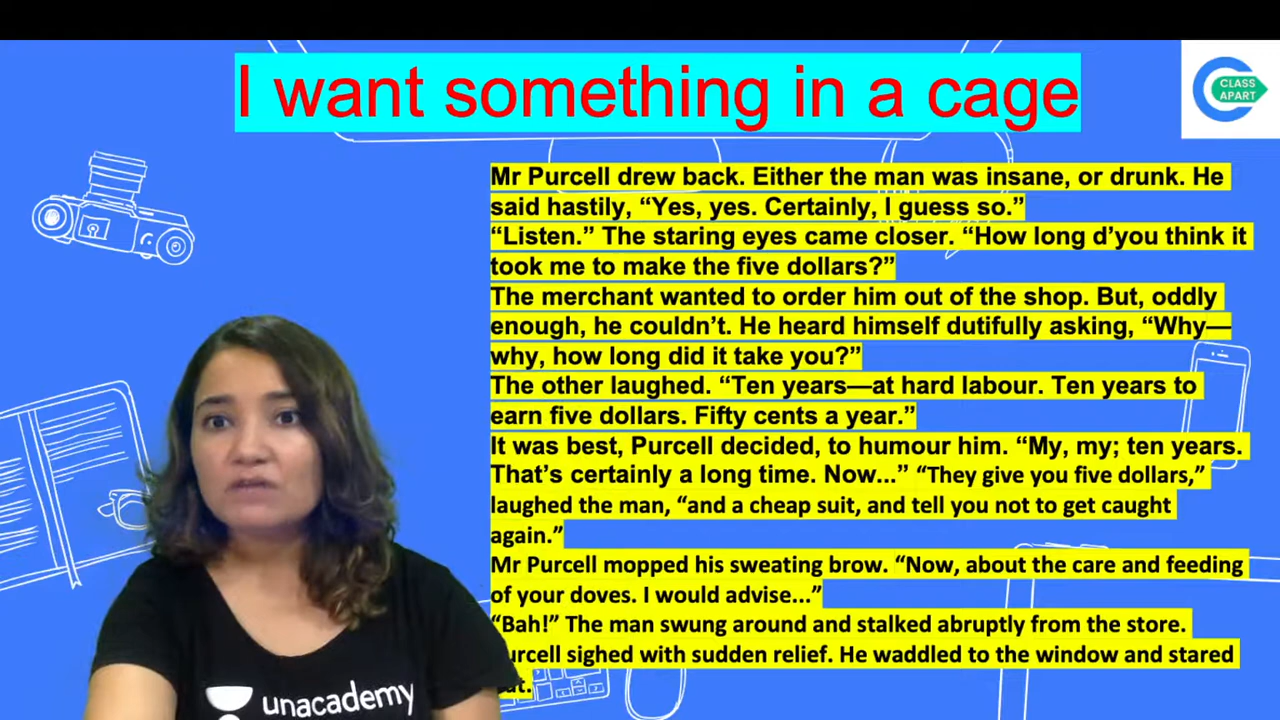 I want something in a cage
CLASS
APART
Mr Purcell drew back. Either the man was insane, or drunk. He
said hastily, “Yes, yes. Certainly, I guess so.”
“Listen.” The staring eyes came closer. “How long d’you think it
took me to make the five dollars?”
The merchant wanted to order him out of the shop. But, oddly
enough, he couldn’t. He heard himself dutifully asking, “Why—
why, how long did it take you?”
The other laughed. “Ten years—at hard labour. Ten years to
earn five dollars. Fifty cents a year.”
It was best, Purcell decided, to humour him. “My, my; ten years.
That’s certainly a long time. Now...” “They give you five dollars,”
laughed the man, “and a cheap suit, and tell you not to get caught
again.”
Mr Purcell mopped his sweating brow. “Now, about the care and feeding
of your doves. I would advise...”
“Bah!” The man swung around and stalked abruptly from the store.
urcell sighed with sudden relief. He waddled to the window and stared
unacademy